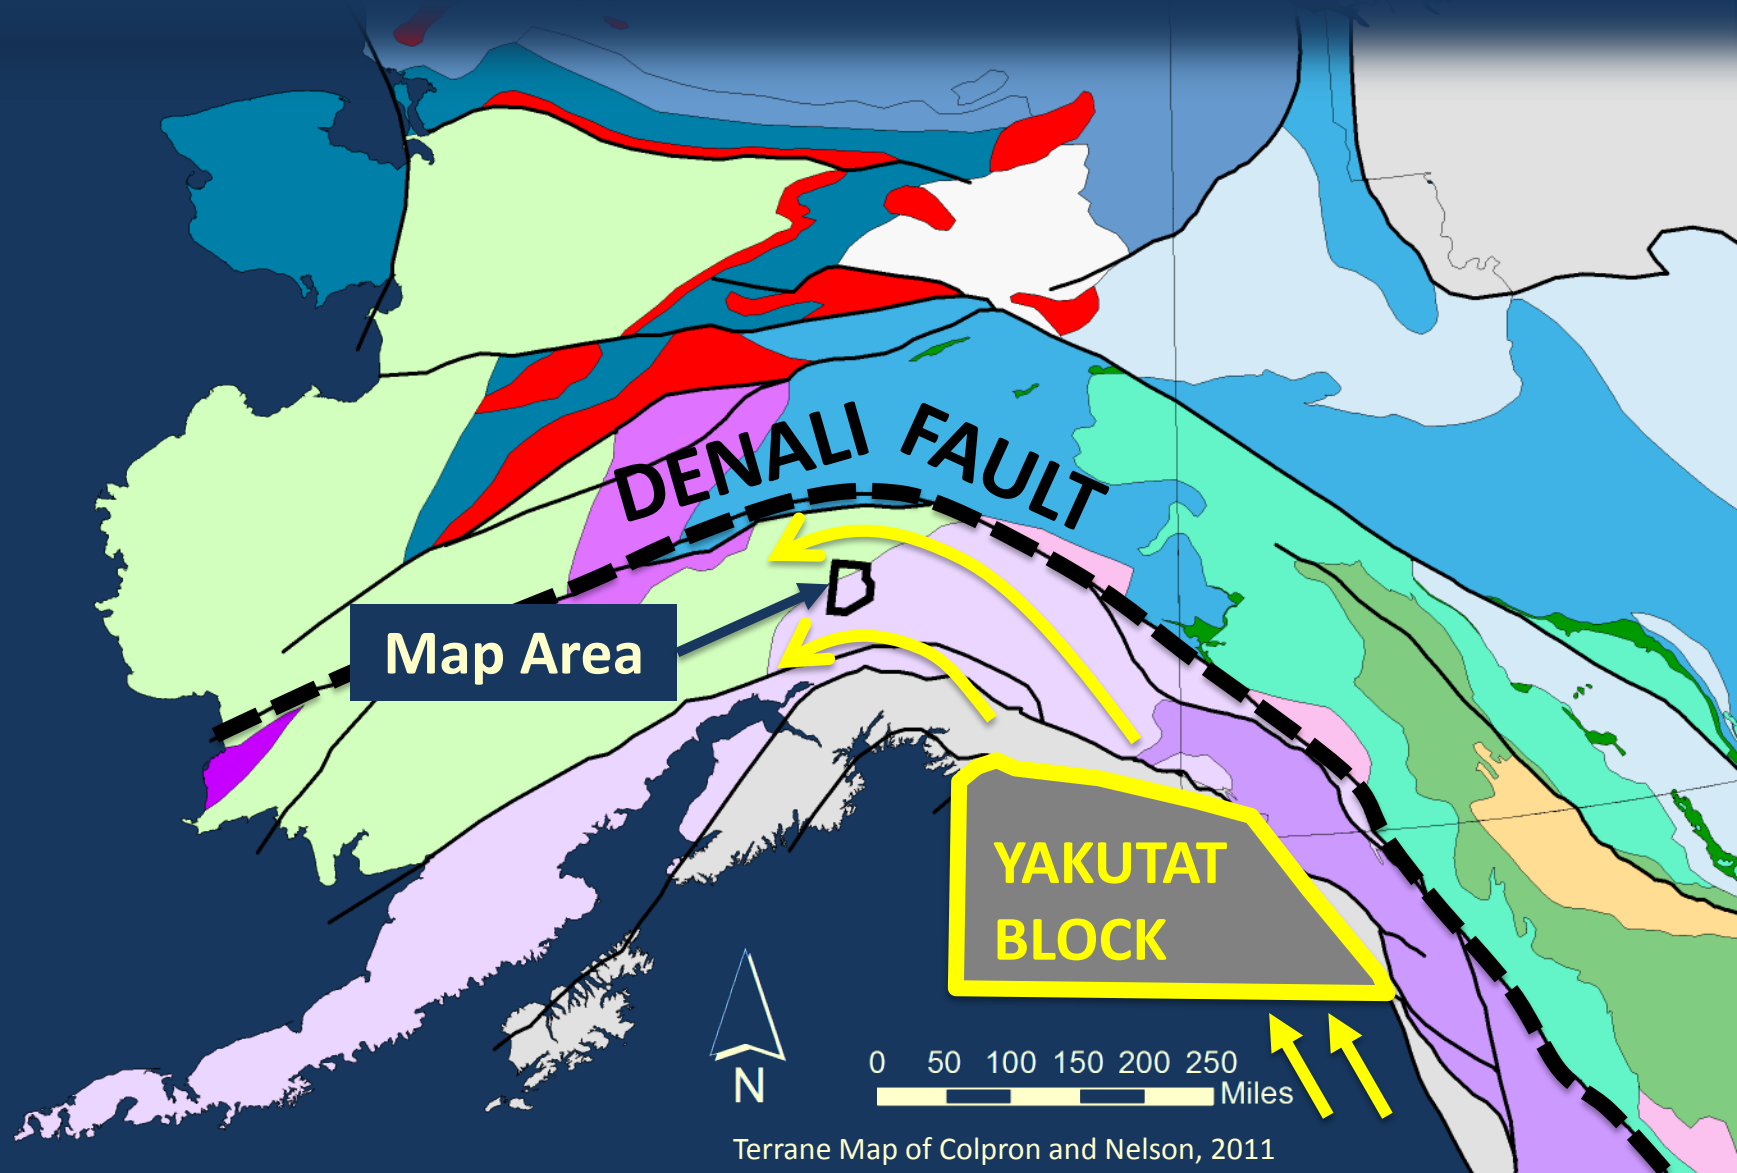 DENALI FAULT
Map Area
YAKUTAT
BLOCK
N
0 50 100 150 200 250
Miles
Terrane Map of Colpron and Nelson, 2011